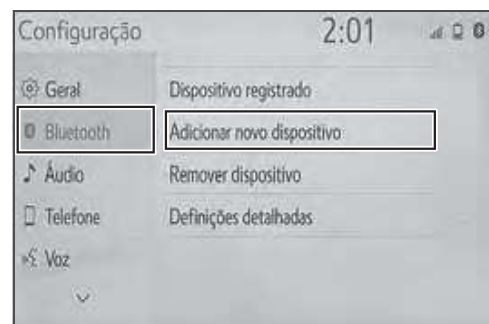 Configuração 2:01
Geral
Bluetooth
Áudio
Telefone
Voz
Dispositivo registrado
Adicionar novo dispositivo
Remover dispositivo
Definições detalhadas